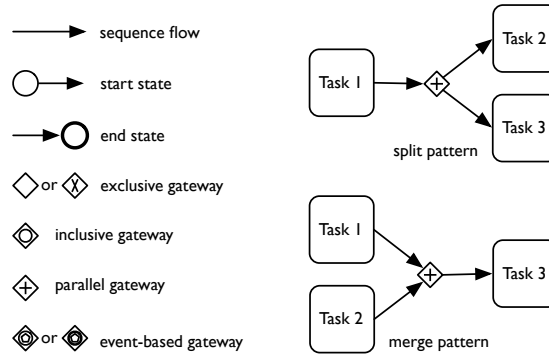 sequence flow
start state
end state
or X exclusive gateway
inclusive gateway
parallel gateway
or event-based gateway
Task 1
Task 2
Task 3
split pattern
Task 1
Task 2
Task 3
merge pattern